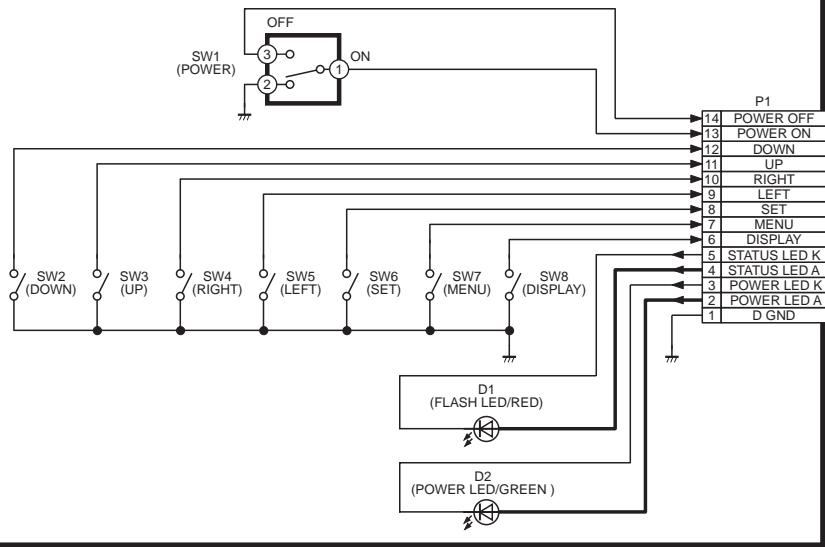 OFF
SW1
(POWER)
3
ON
1
2
P1
14 POWER OFF
13 POWER ON
12 DOWN
11 UP
10 RIGHT
9 LEFT
8 SET
7 MENU
6 DISPLAY
5 STATUS LED K
4 STATUS LED A
3 POWER LED K
2 POWER LED A
1 D GND
SW2
(DOWN)
SW3
(UP)
SW4
(RIGHT)
SW5
(LEFT)
SW6
(SET)
SW7
(MENU)
SW8
(DISPLAY)
D1
(FLASH LED/RED)
D2
(POWER LED/GREEN )